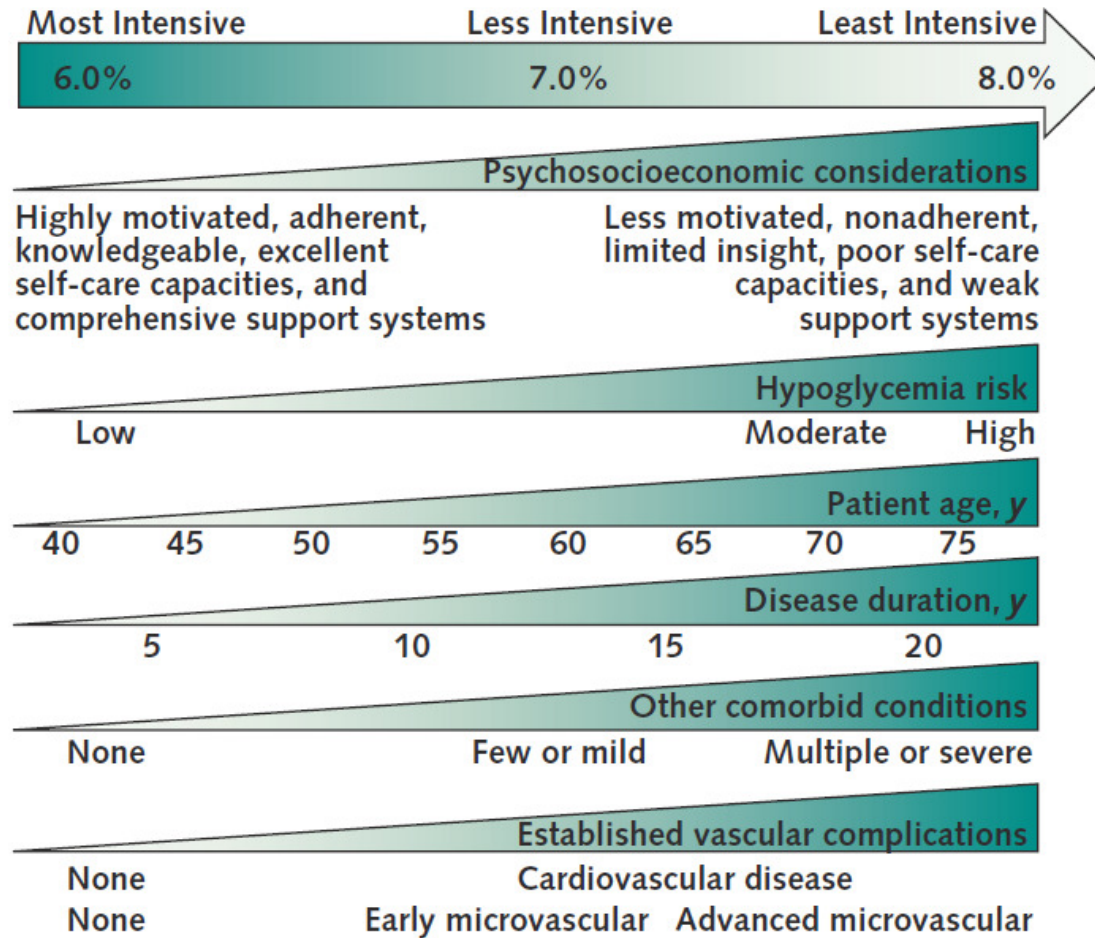 Most Intensive Less Intensive Least Intensive
6.0% 7.0% 8.0%
Psychosocioeconomic considerations
Highly motivated, adherent,
knowledgeable, excellent
self-care capacities, and
comprehensive support systems
Less motivated, nonadherent,
limited insight, poor self-care
capacities, and weak
support systems
Hypoglycemia risk
Low Moderate High
Patient age, y
40 45 50 55 60 65 70 75
Disease duration, y
5 10 15 20
Other comorbid conditions
None Few or mild Multiple or severe
Established vascular complications
None Cardiovascular disease
None Early microvascular Advanced microvascular